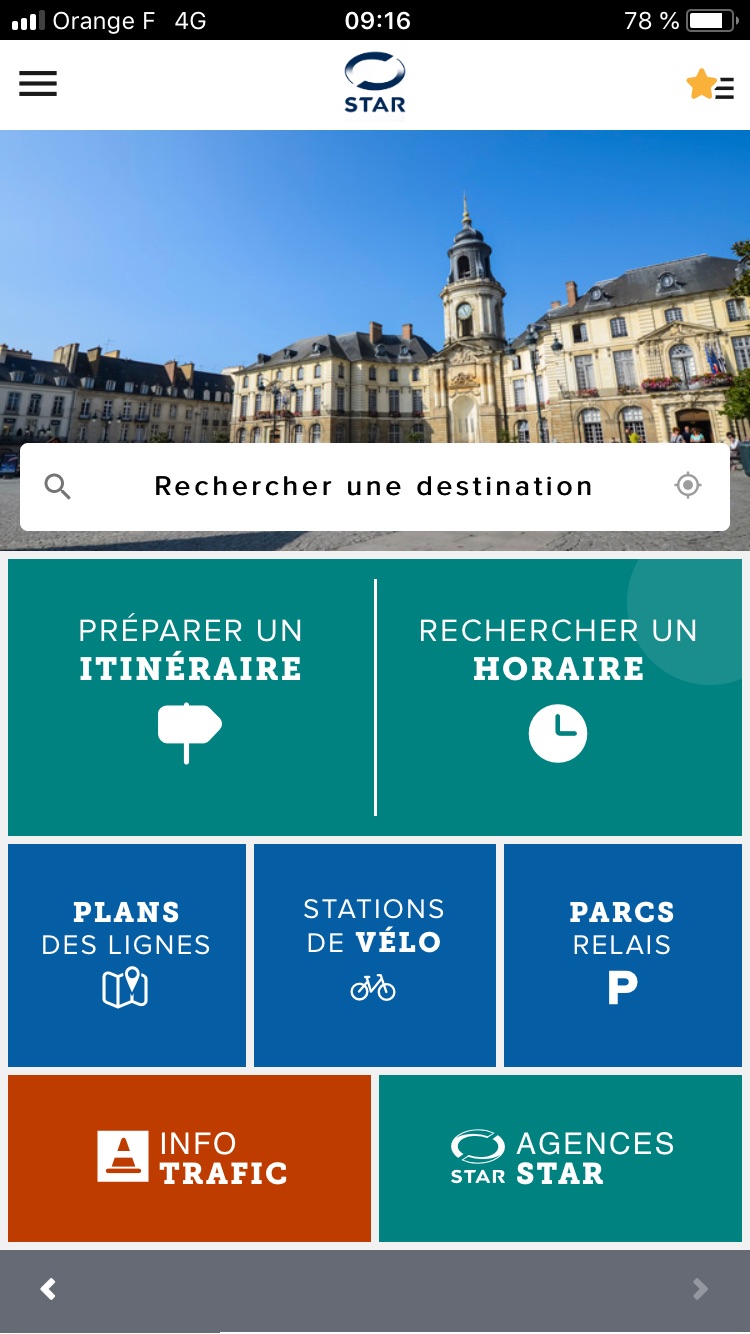 Orange F 4G 09:16 78 %
STAR
Rechercher une destination
PRÉPARER UN
ITINÉRAIRE
RECHERCHER UN
HORAIRE
PLANS
DES LIGNES
STATIONS
DE VÉLO
PARCS
RELAIS
P
INFO
TRAFIC
STAR
AGENCES
STAR